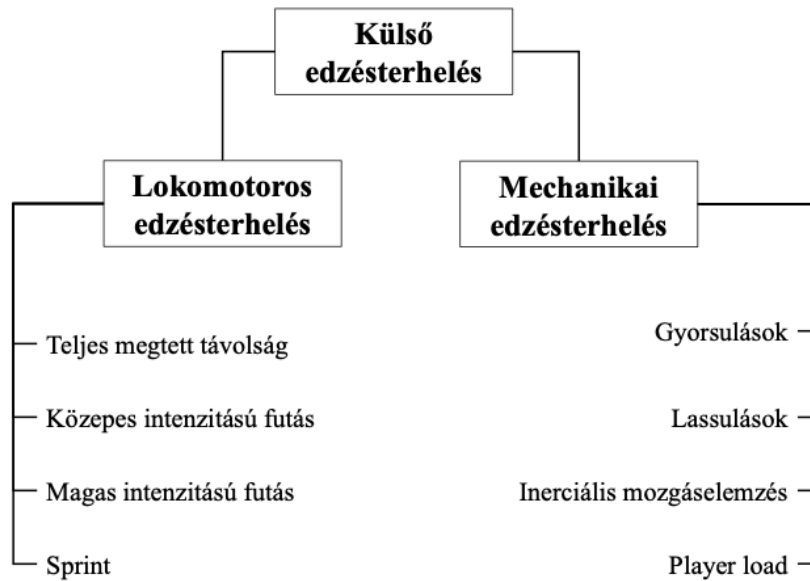 Külső
edzésterhelés
Lokomotoros
edzésterhelés
Mechanikai
edzésterhelés
Teljes megtett távolság
Közepes intenzitású futás
Magas intenzitású futás
Sprint
Gyorsulások
Lassulások
Inerciális mozgáselemzés
Player load